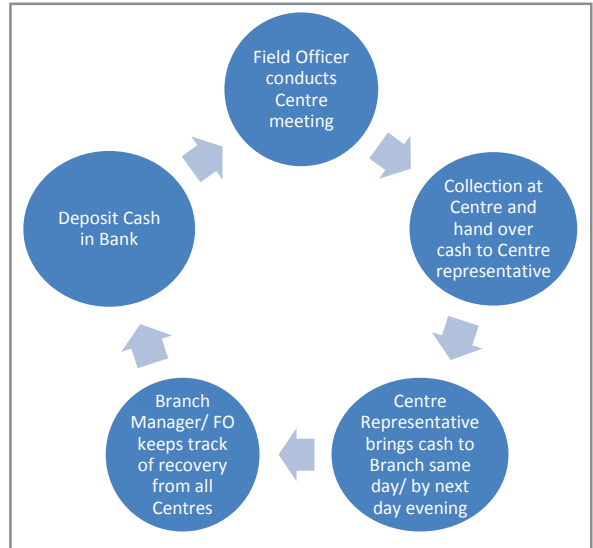 Field Officer
conducts
Centre
meeting
Collection at
Centre and
hand over
cash to Centre
representative
Centre
Representative
brings cash to
Branch same
day/ by next
day evening
Branch
Manager/ FO
keeps track
of recovery
from all
Centres
Deposit Cash
in Bank